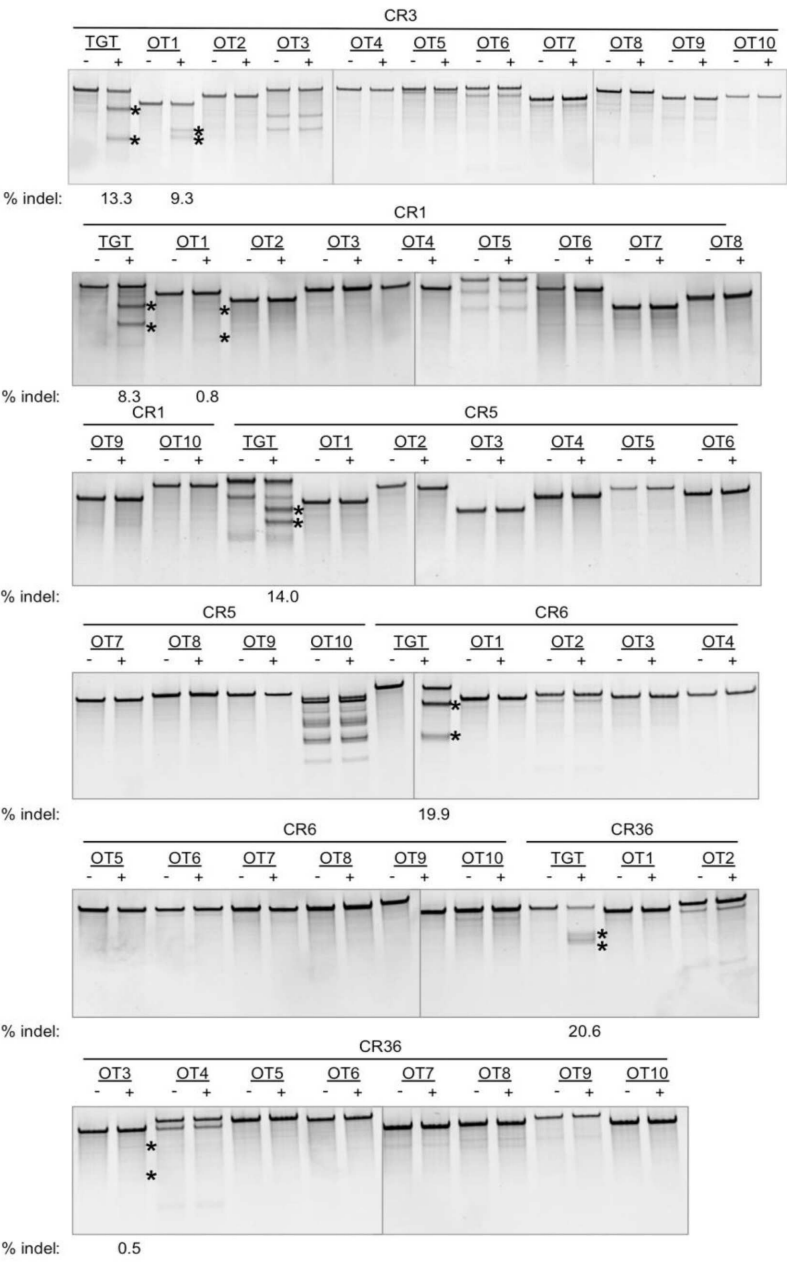 CR3
TGT OT1 OT2 OT3 OT4 OT5 OT6 OT7 OT8 OT9 OT10
- + - + - + - + - + - + - + - + - + - + - +
*
*
*
*
% indel: 13.3 9.3
CR1
TGT OT1 OT2 OT3 OT4 OT5 OT6 OT7 OT8
- + - + - + - + - + - + - + - + - +
*
*
*
*
% indel: 8.3 0.8
CR1 CR5
OT9 OT10 TGT OT1 OT2 OT3 OT4 OT5 OT6
- + - + - + - + - + - + - + - + - +
*
*
% indel: 14.0
CR5 CR6
OT7 OT8 OT9 OT10 TGT OT1 OT2 OT3 OT4
- + - + - + - + - + - + - + - + - +
*
*
% indel: 19.9
CR6 CR36
OT5 OT6 OT7 OT8 OT9 OT10 TGT OT1 OT2
- + - + - + - + - + - + - + - + - +
*
*
% indel: 20.6
CR36
OT3 OT4 OT5 OT6 OT7 OT8 OT9 OT10
- + - + - + - + - + - + - + - +
*
*
% indel: 0.5